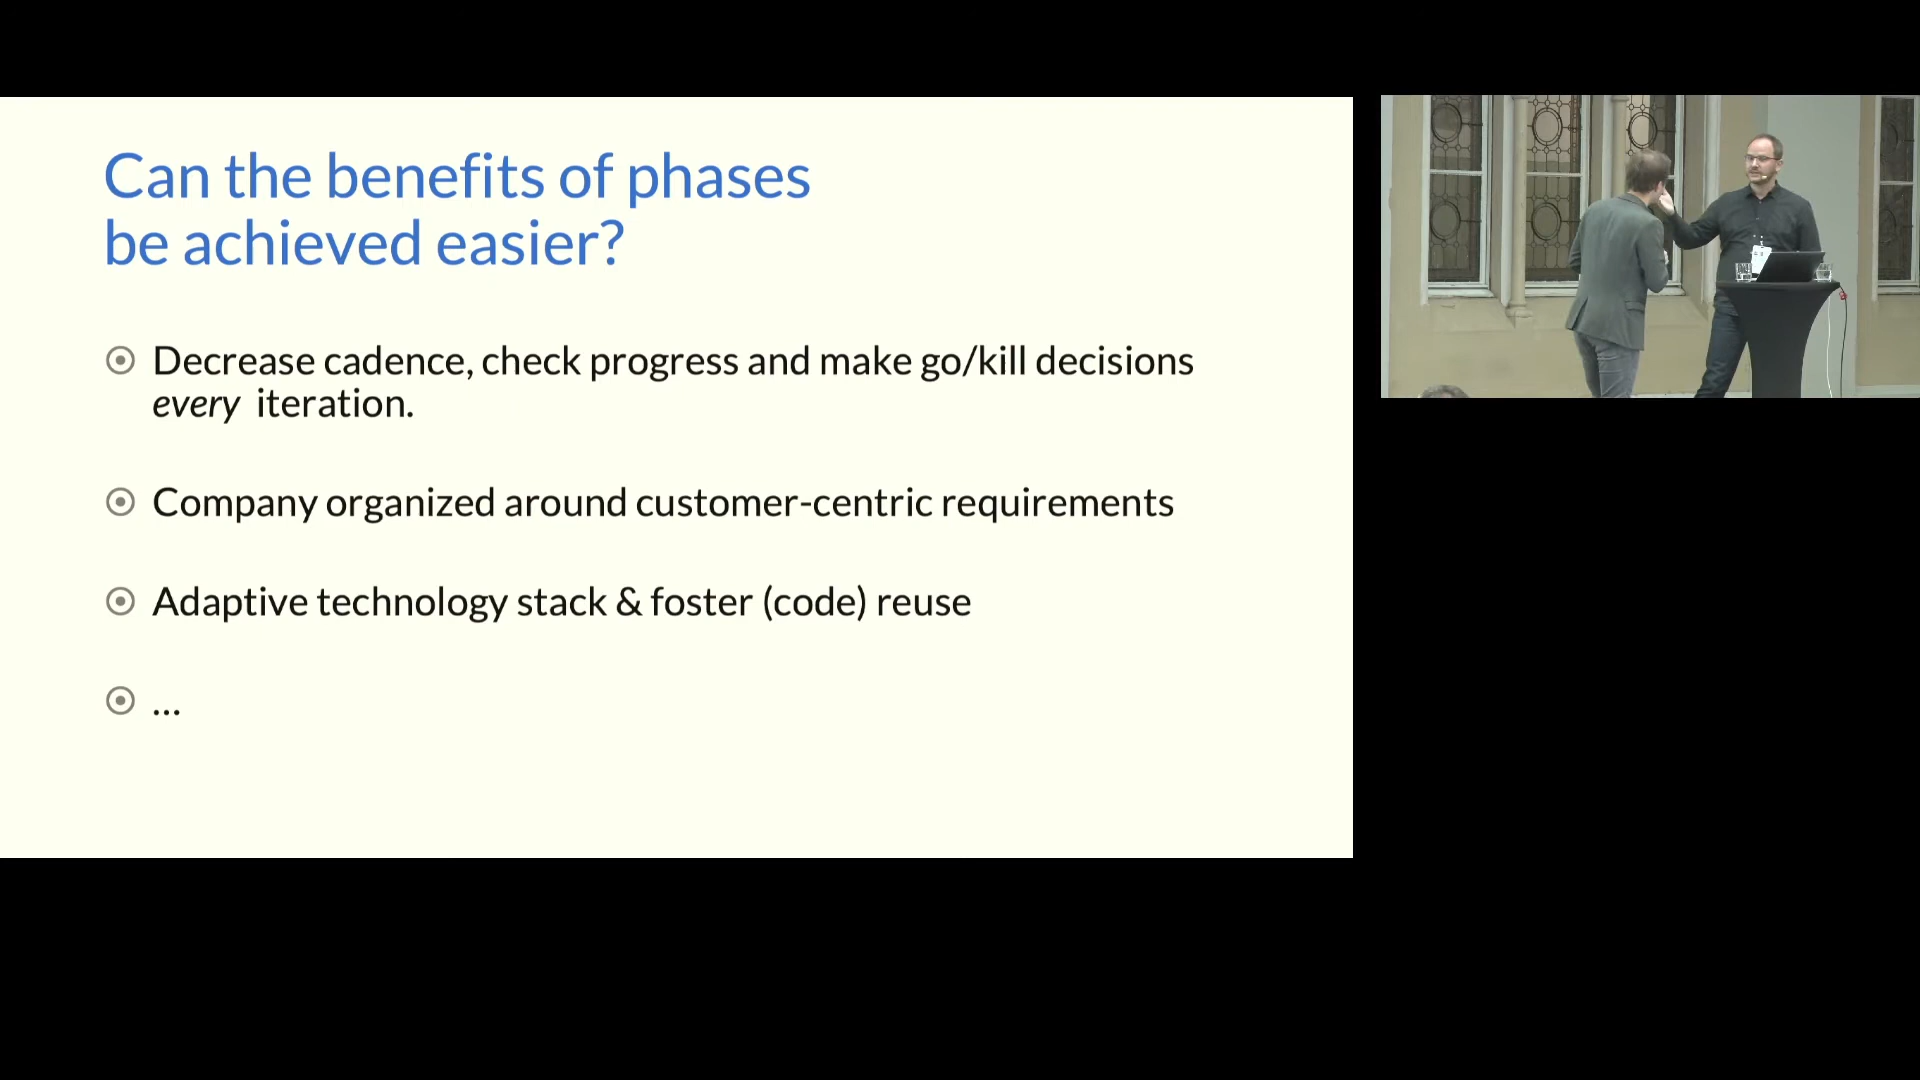 Can the benefits of phases
be achieved easier?
Decrease cadence, check progress and make go/kill decisions
every iteration.
Company organized around customer-centric requirements
Adaptive technology stack & foster (code) reuse
...